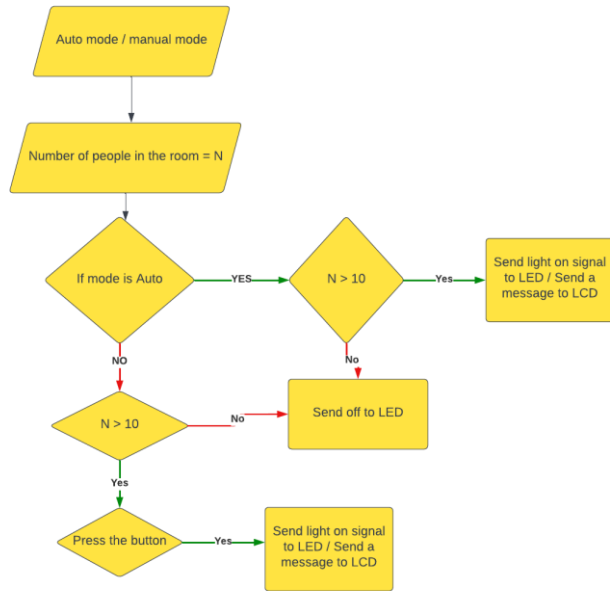 Auto mode / manual mode
Number of people in the room = N
If mode is Auto
YES
N > 10
Yes
Send light on signal
to LED / Send a
message to LCD
NO
No
N > 10
No
Send off to LED
Yes
Press the button
Yes
Send light on signal
to LED / Send a
message to LCD